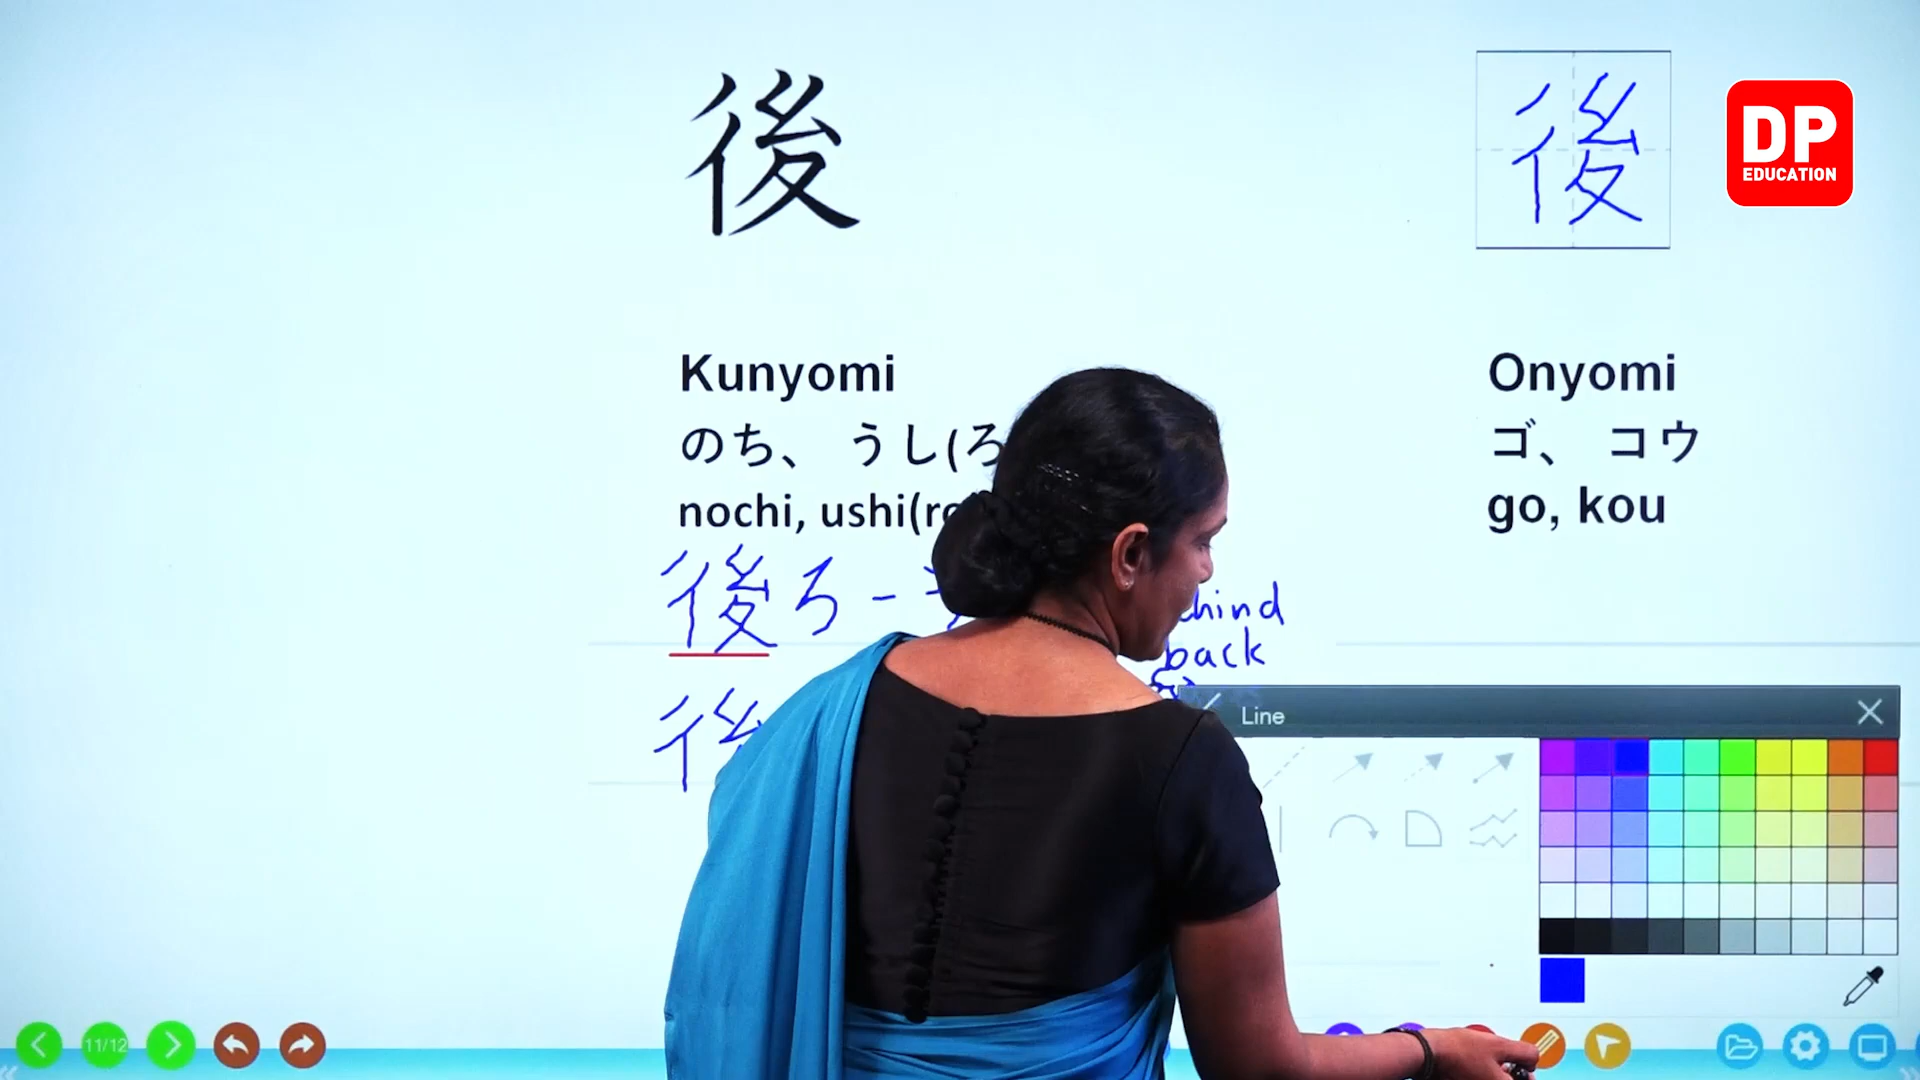 後
後
DP
EDUCATION
Kunyomi
Onyomi
のち、 うし(ろ
ゴ、 コウ
nochi, ushi(ro
go, kou
後ろ -
hind
back
後
Line
11/12